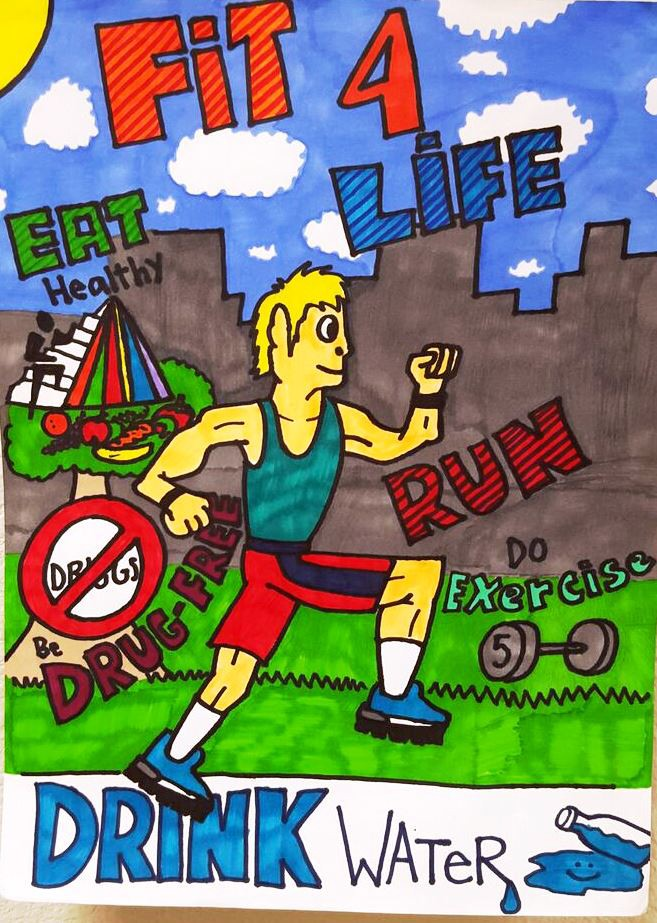 FiT 4
LiFE
EAT
Healthy
RUN
DO
Exercise
5
DRUGS
Be
DRUG-FREE
DRINK WATeR